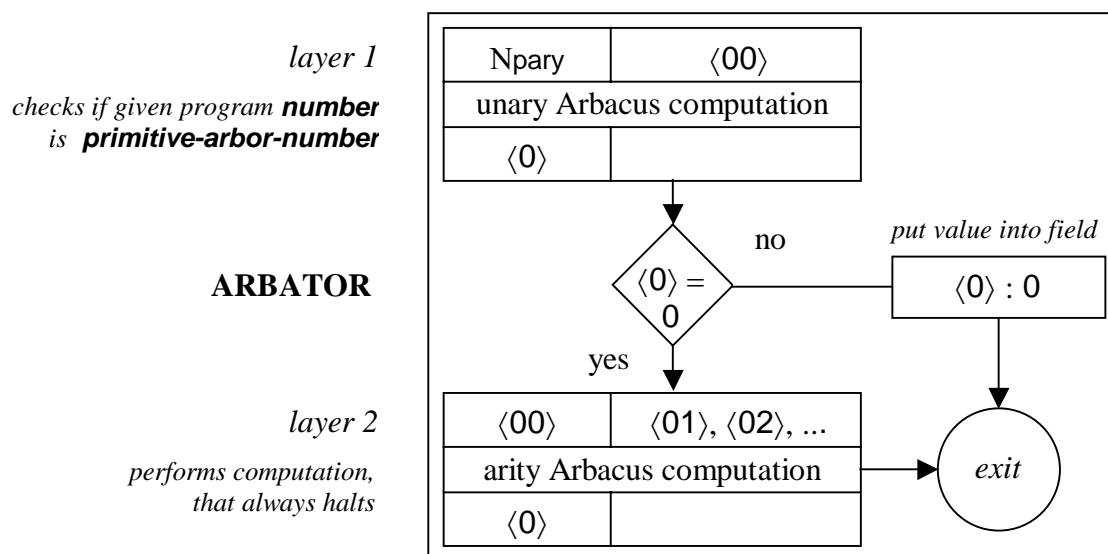 layer 1
checks if given program number
is primitive-arbor-number
Npary ⟨00⟩
unary Arbacus computation
⟨0⟩
no
put value into field
ARBATOR
⟨0⟩ =
0
⟨0⟩ : 0
yes
layer 2
performs computation,
that always halts
⟨00⟩ ⟨01⟩, ⟨02⟩, ...
arity Arbacus computation
⟨0⟩
exit